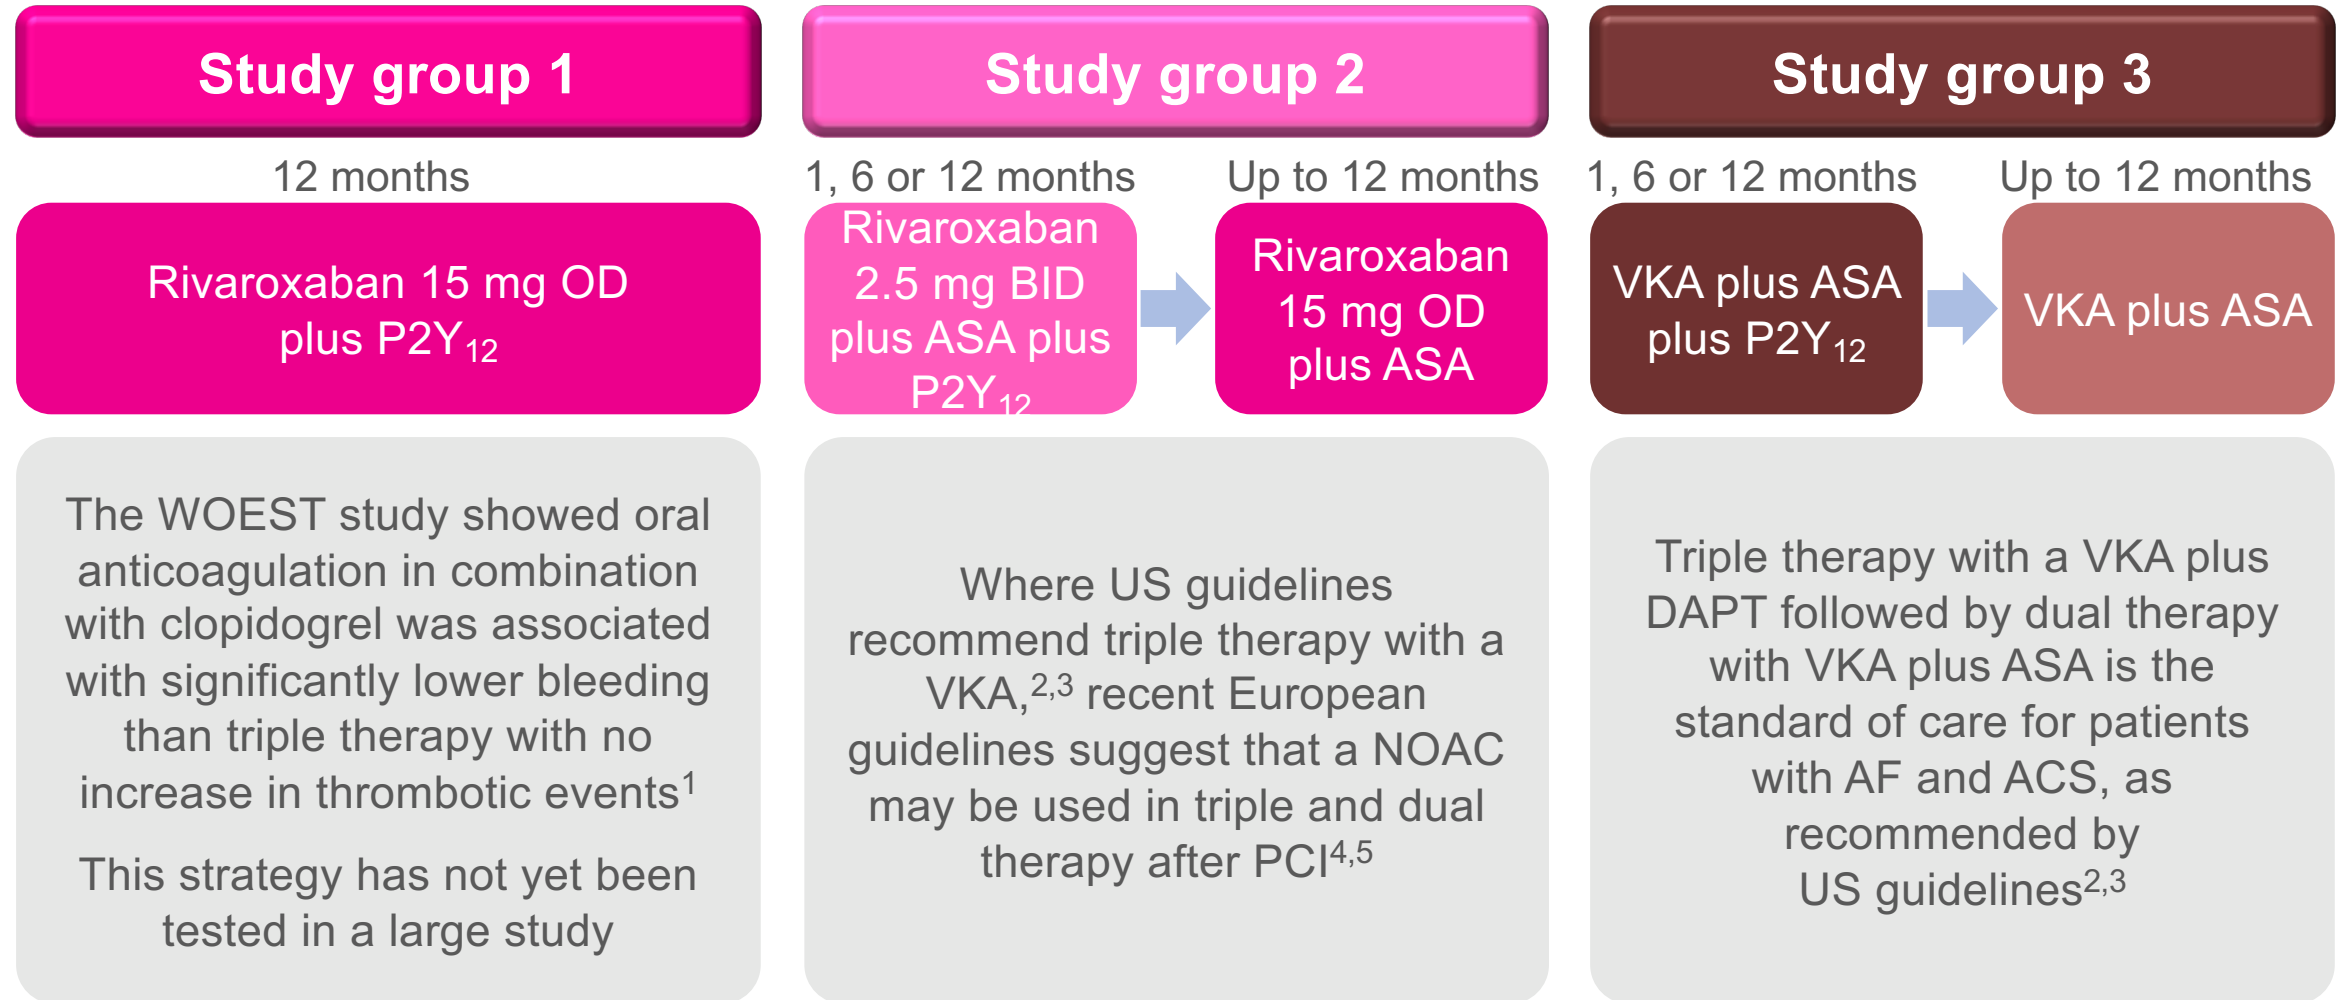 Study group 1
12 months
Rivaroxaban 15 mg OD
plus P2Y₁₂
The WOEST study showed oral
anticoagulation in combination
with clopidogrel was associated
with significantly lower bleeding
than triple therapy with no
increase in thrombotic events¹
This strategy has not yet been
tested in a large study
Study group 2
1, 6 or 12 months
Rivaroxaban
2.5 mg BID
plus ASA plus
P2Y₁₂
Up to 12 months
Rivaroxaban
15 mg OD
plus ASA
Where US guidelines
recommend triple therapy with a
VKA,²,³ recent European
guidelines suggest that a NOAC
may be used in triple and dual
therapy after PCI⁴,⁵
Study group 3
1, 6 or 12 months
VKA plus ASA
plus P2Y₁₂
Up to 12 months
VKA plus ASA
Triple therapy with a VKA plus
DAPT followed by dual therapy
with VKA plus ASA is the
standard of care for patients
with AF and ACS, as
recommended by
US guidelines²,³